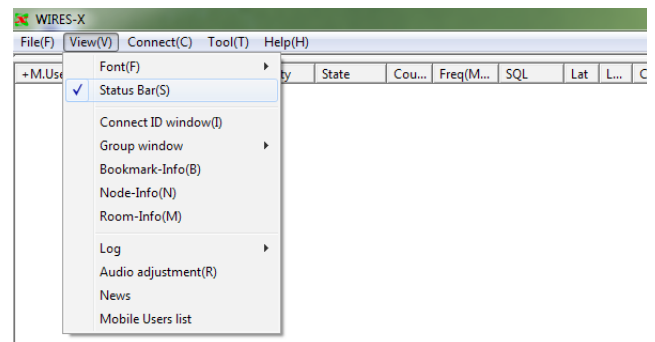 WIRES-X
File(F) View(V) Connect(C) Tool(T) Help(H)
+M.Use ty State Cou... Freq(M... SQL Lat L... C
Font(F)
Status Bar(S)
Connect ID window(I)
Group window
Bookmark-Info(B)
Node-Info(N)
Room-Info(M)
Log
Audio adjustment(R)
News
Mobile Users list